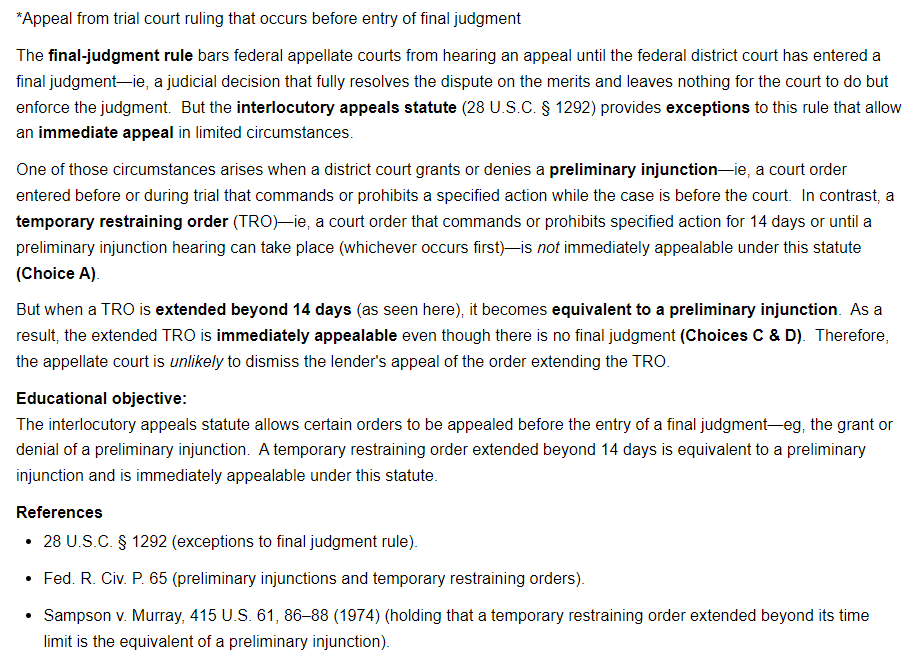 *Appeal from trial court ruling that occurs before entry of final judgment
The final-judgment rule bars federal appellate courts from hearing an appeal until the federal district court has entered a
final judgment—ie, a judicial decision that fully resolves the dispute on the merits and leaves nothing for the court to do but
enforce the judgment.  But the interlocutory appeals statute (28 U.S.C. § 1292) provides exceptions to this rule that allow
an immediate appeal in limited circumstances.
One of those circumstances arises when a district court grants or denies a preliminary injunction—ie, a court order
entered before or during trial that commands or prohibits a specified action while the case is before the court.  In contrast, a
temporary restraining order (TRO)—ie, a court order that commands or prohibits specified action for 14 days or until a
preliminary injunction hearing can take place (whichever occurs first)—is not immediately appealable under this statute
(Choice A).
But when a TRO is extended beyond 14 days (as seen here), it becomes equivalent to a preliminary injunction.  As a
result, the extended TRO is immediately appealable even though there is no final judgment (Choices C & D).  Therefore,
the appellate court is unlikely to dismiss the lender's appeal of the order extending the TRO.
Educational objective:
The interlocutory appeals statute allows certain orders to be appealed before the entry of a final judgment—eg, the grant or
denial of a preliminary injunction.  A temporary restraining order extended beyond 14 days is equivalent to a preliminary
injunction and is immediately appealable under this statute.
References
• 28 U.S.C. § 1292 (exceptions to final judgment rule).
• Fed. R. Civ. P. 65 (preliminary injunctions and temporary restraining orders).
• Sampson v. Murray, 415 U.S. 61, 86–88 (1974) (holding that a temporary restraining order extended beyond its time
limit is the equivalent of a preliminary injunction).